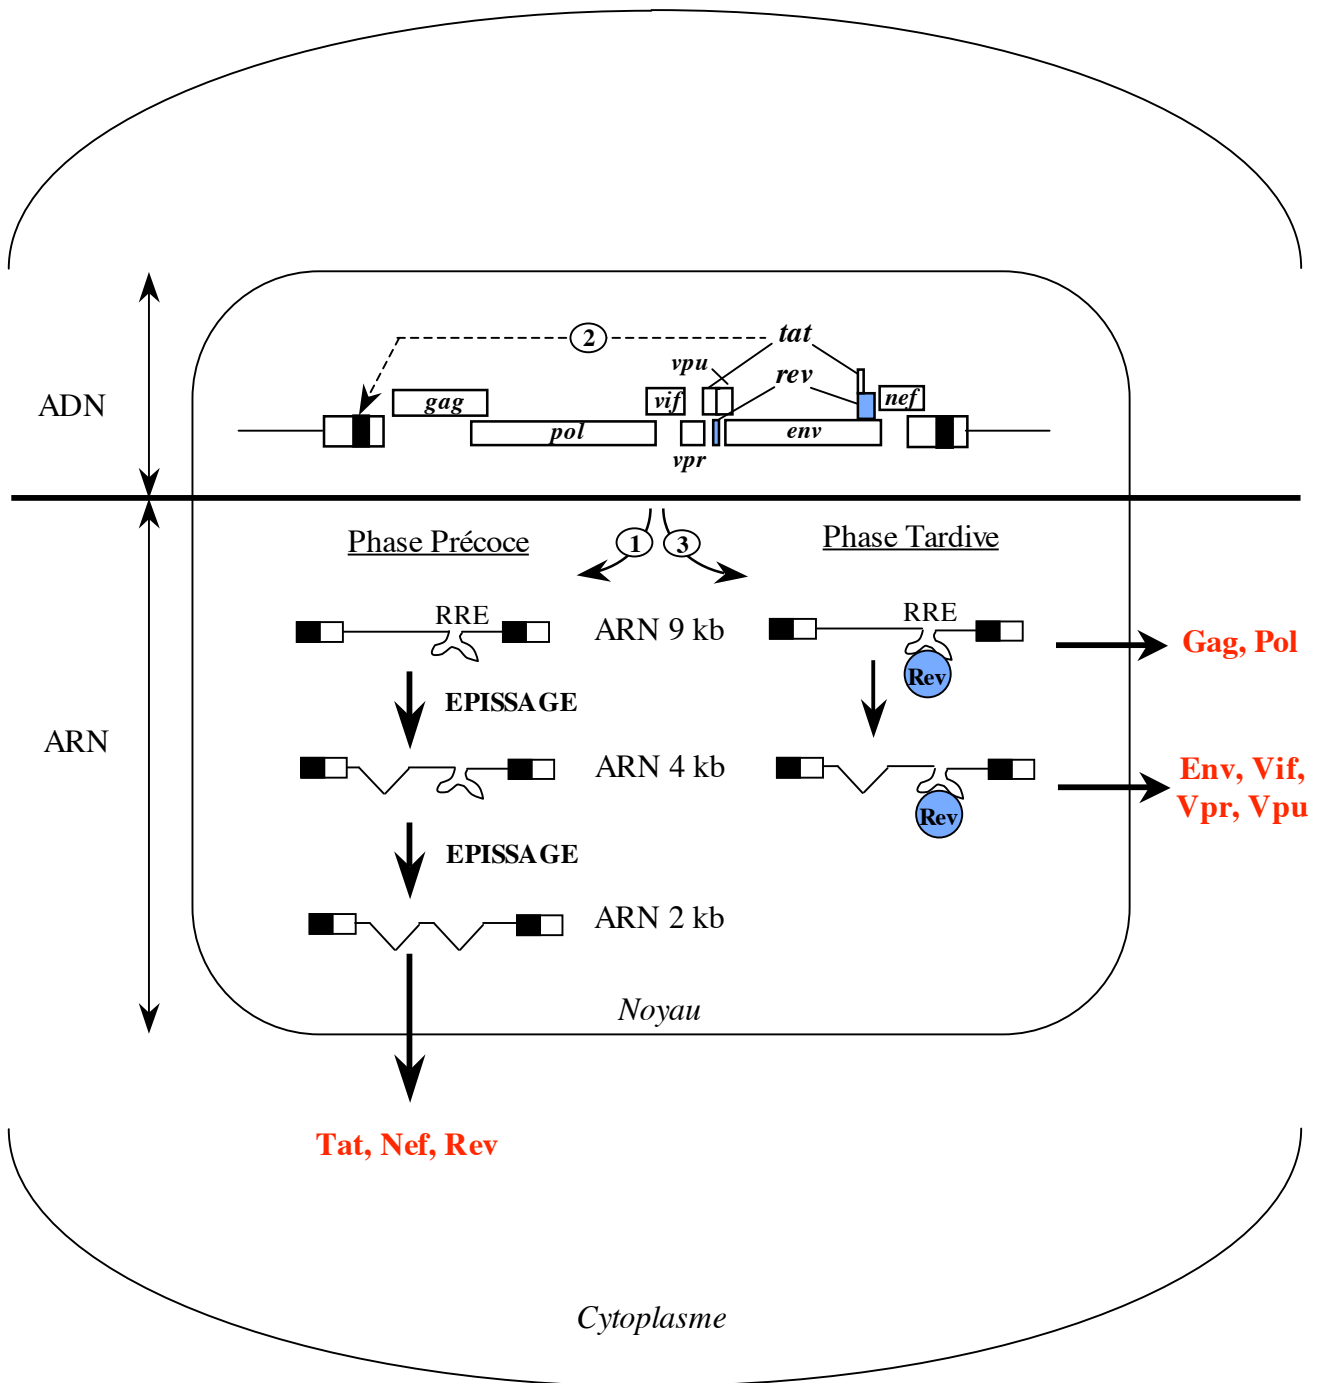 2
tat
vpu
rev
ADN
gag
vif
nef
pol
env
vpr
Phase Précoce
1
3
Phase Tardive
RRE
ARN 9 kb
RRE
Gag, Pol
Rev
EPISSAGE
ARN
ARN 4 kb
Env, Vif,
Vpr, Vpu
Rev
EPISSAGE
ARN 2 kb
Noyau
Tat, Nef, Rev
Cytoplasme